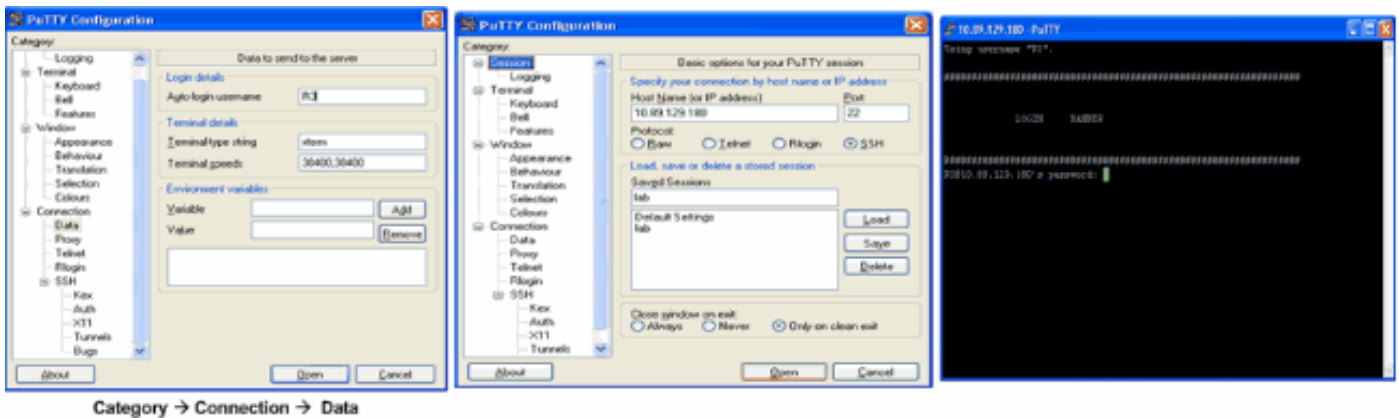 PuTTY Configuration
Category:
Logging
Terminal
Keyboard
Bell
Features
Window
Appearance
Behaviour
Translation
Selection
Colours
Connection
Data
Proxy
Telnet
Rlogin
SSH
Kex
Auth
X11
Tunnels
Bugs
Data to send to the server
Login details
Auto-login username
Terminal details
Terminal-type string xterm
Terminal speeds 38400,38400
Environment variables
Variable Add
Value Remove
About Open Cancel
Category → Connection → Data
PuTTY Configuration
Category:
Session
Logging
Terminal
Keyboard
Bell
Features
Window
Appearance
Behaviour
Translation
Selection
Colours
Connection
Data
Proxy
Telnet
Rlogin
SSH
Kex
Auth
X11
Tunnels
Basic options for your PuTTY session
Specify your connection by host name or IP address
Host Name (or IP address) Port
10.89.129.180 22
Protocol:
Raw Telnet Rlogin SSH
Load, save or delete a stored session
Saved Sessions
lab
Default Settings
lab
Load
Save
Delete
Close window on exit:
Always Never Only on clean exit
About Open Cancel
10.89.129.180 - PuTTY
Using username
LOGIN BANNER
password: